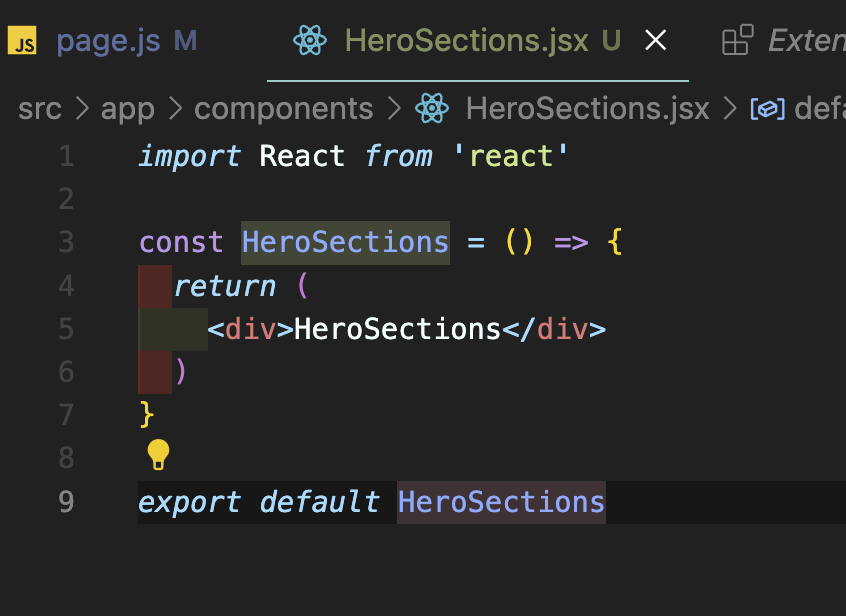 JS page.js M HeroSections.jsx U Exten
src > app > components > HeroSections.jsx > defa
1 import React from 'react'
2
3 const HeroSections = () => {
4   return (
5     <div>HeroSections</div>
6   )
7 }
8
9 export default HeroSections